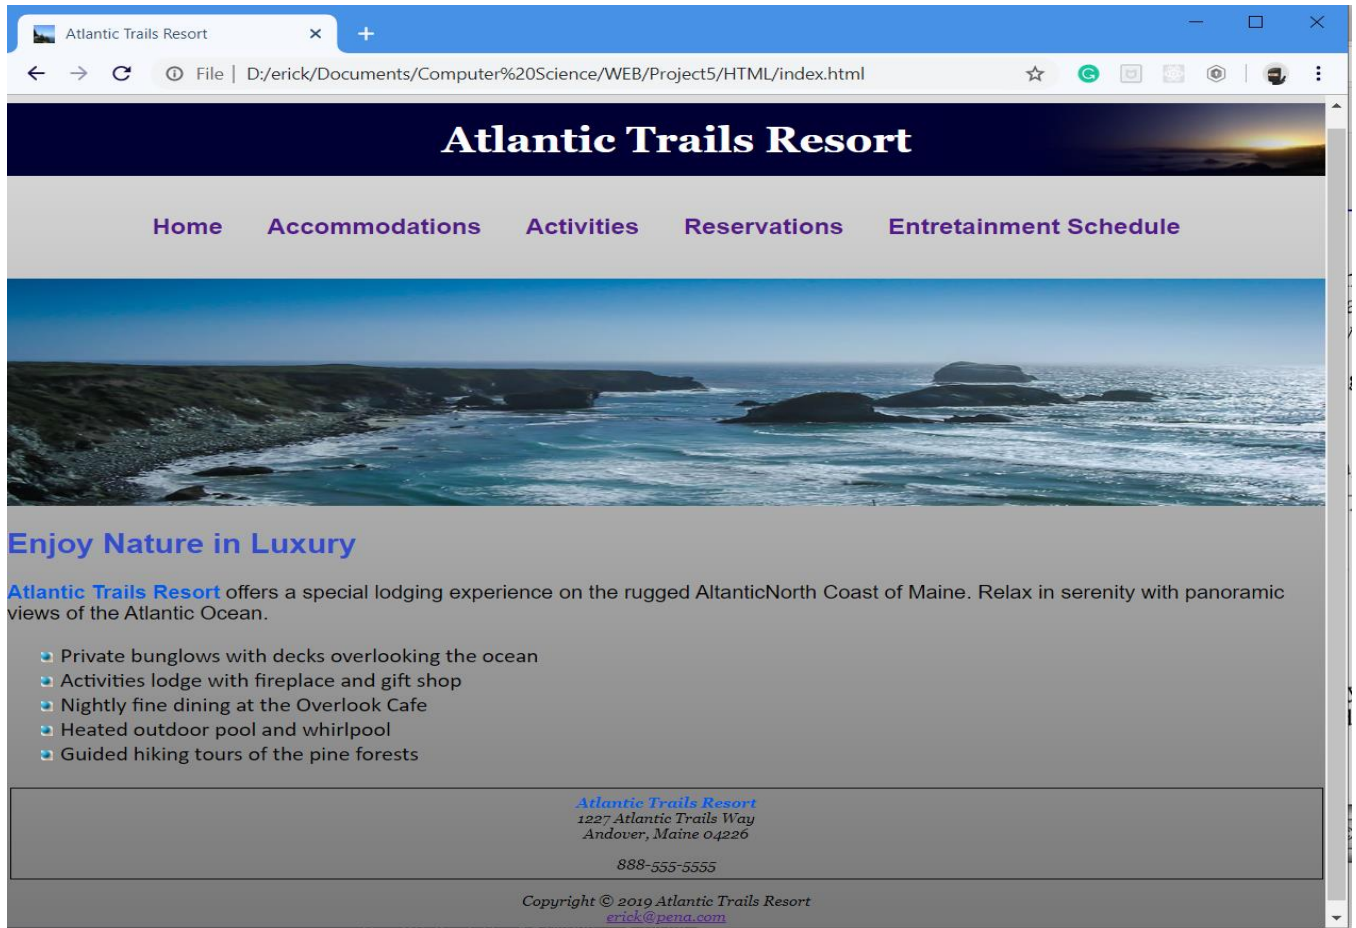 Atlantic Trails Resort
File | D:/erick/Documents/Computer%20Science/WEB/Project5/HTML/index.html
Atlantic Trails Resort
Home Accommodations Activities Reservations Entretainment Schedule
Enjoy Nature in Luxury
Atlantic Trails Resort offers a special lodging experience on the rugged AltanticNorth Coast of Maine. Relax in serenity with panoramic
views of the Atlantic Ocean.
Private bunglows with decks overlooking the ocean
Activities lodge with fireplace and gift shop
Nightly fine dining at the Overlook Cafe
Heated outdoor pool and whirlpool
Guided hiking tours of the pine forests
Atlantic Trails Resort
1227 Atlantic Trails Way
Andover, Maine 04226
888-555-5555
Copyright © 2019 Atlantic Trails Resort
erick@pena.com